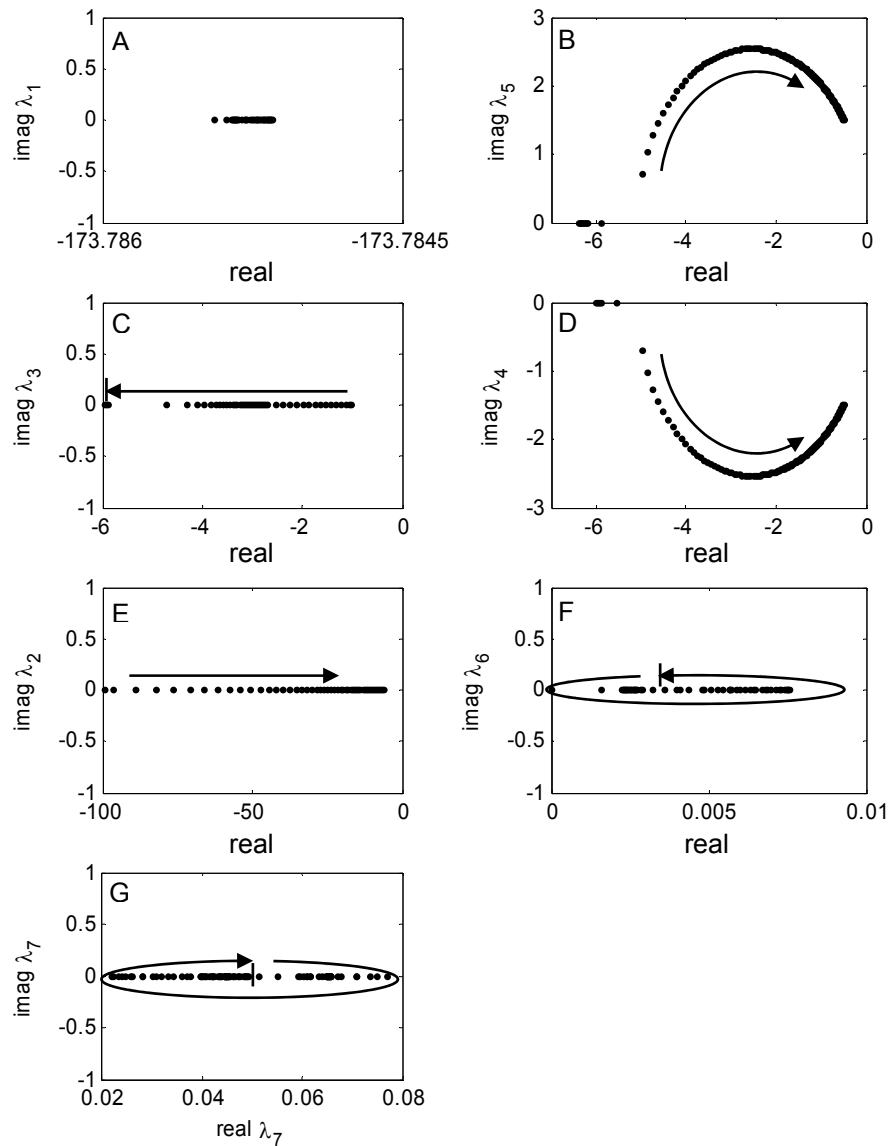 A
1
0.5
0
-0.5
-1
imag λ1
-173.786
-173.7845
real
B
3
2
1
0
imag λ5
-6
-4
-2
0
real
C
1
0.5
0
-0.5
-1
imag λ3
-6
-4
-2
0
real
D
0
-1
-2
-3
imag λ4
-6
-4
-2
0
real
E
1
0.5
0
-0.5
-1
imag λ2
-100
-50
0
real
F
1
0.5
0
-0.5
-1
imag λ6
0
0.005
0.01
real
G
1
0.5
0
-0.5
-1
imag λ7
0.02
0.04
0.06
0.08
real λ7